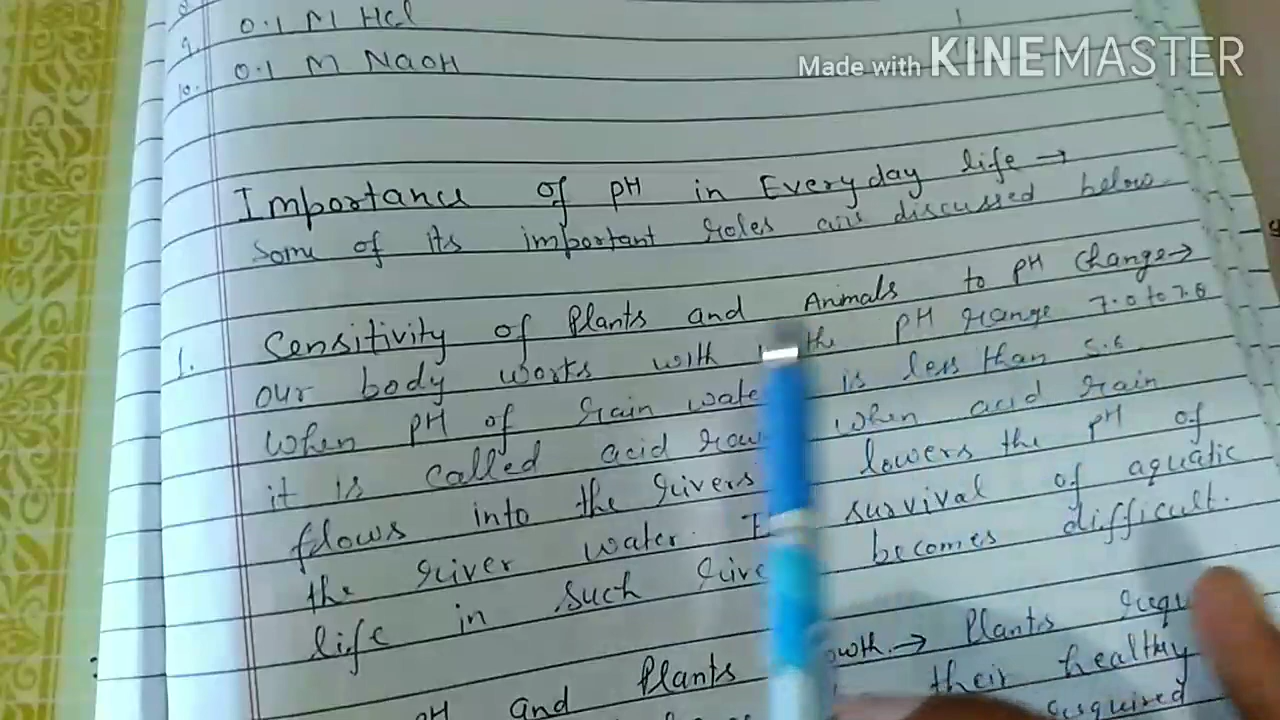 9. 0.1 M HCl
10. 0.1 M NaOH
Made with KINEMASTER
Importance of pH in Everyday life →
Some of its important roles are discussed below.
1. Sensitivity of Plants and Animals to pH change →
our body works with the pH range 7.0 to 7.8
When pH of rain water is less than 5.6
it is called acid when acid rain
flows into the rivers lowers the pH of
the river water. survival of aquatic
life in such becomes difficult.
pH and Plants → Plants
their healthy